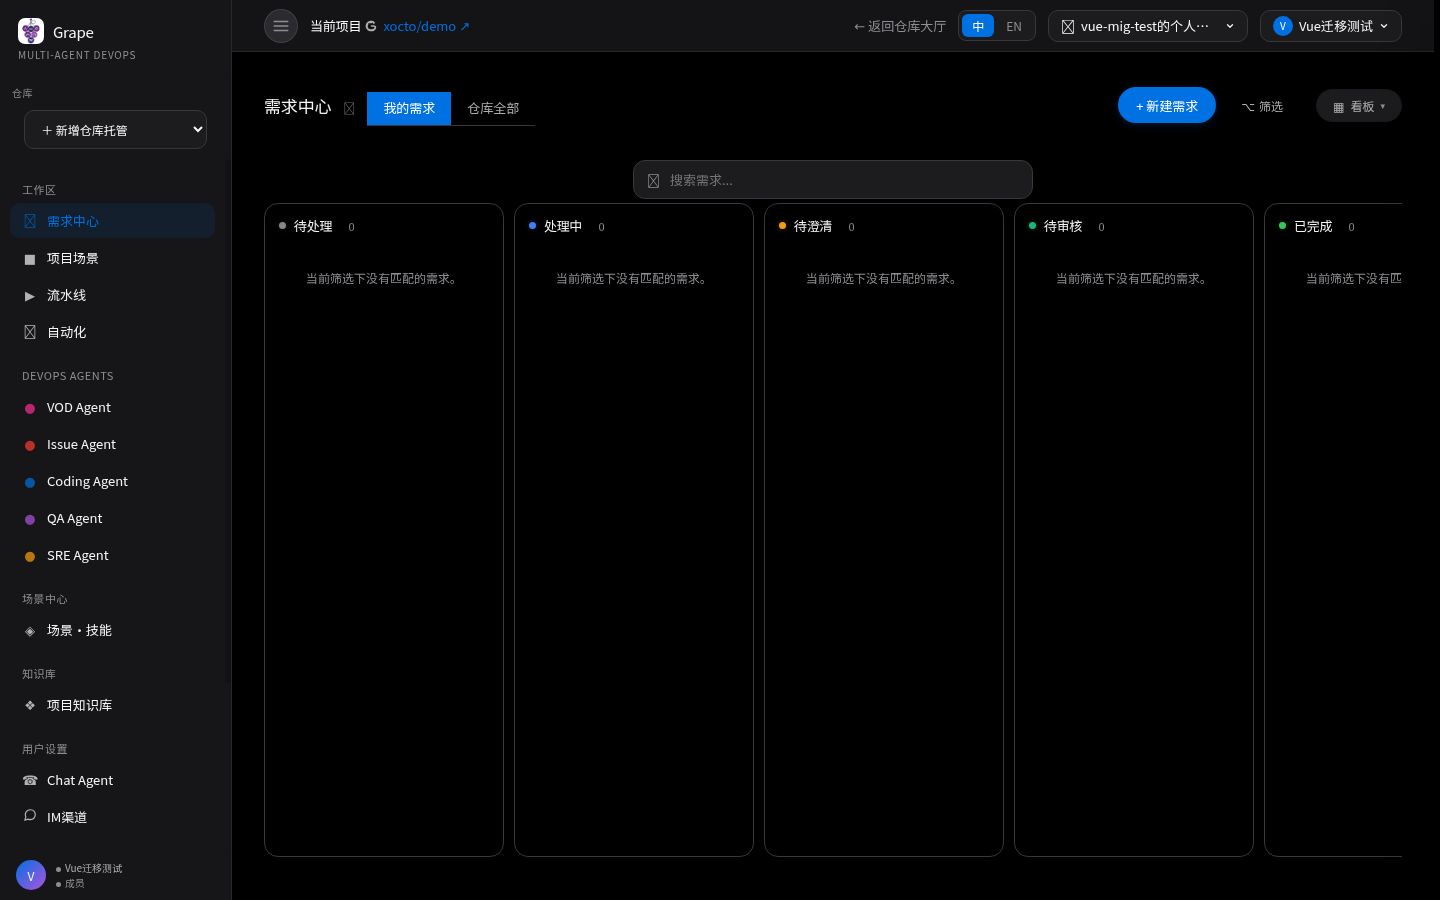 Grape
MULTI-AGENT DEVOPS
仓库
＋ 新增仓库托管
工作区
需求中心
项目场景
流水线
自动化
DEVOPS AGENTS
VOD Agent
Issue Agent
Coding Agent
QA Agent
SRE Agent
场景中心
场景・技能
知识库
项目知识库
用户设置
Chat Agent
IM渠道
V
Vue迁移测试
成员
当前项目 G xocto/demo ↗
← 返回仓库大厅
中 EN
vue-mig-test的个人…
V Vue迁移测试
需求中心
我的需求 仓库全部
+ 新建需求
⌥ 筛选
▦ 看板 ▾
搜索需求...
待处理 0
当前筛选下没有匹配的需求。
处理中 0
当前筛选下没有匹配的需求。
待澄清 0
当前筛选下没有匹配的需求。
待审核 0
当前筛选下没有匹配的需求。
已完成 0
当前筛选下没有匹